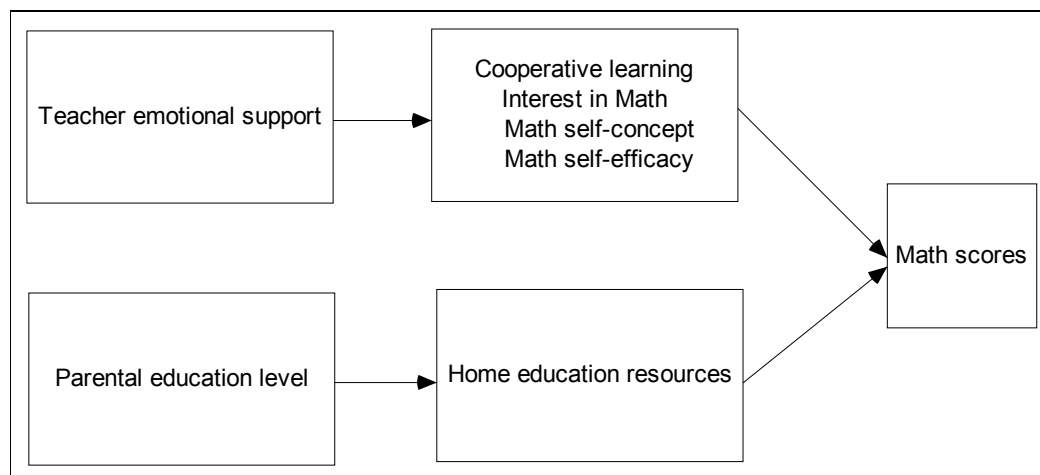 Teacher emotional support
Cooperative learning
Interest in Math
Math self-concept
Math self-efficacy
Math scores
Parental education level
Home education resources